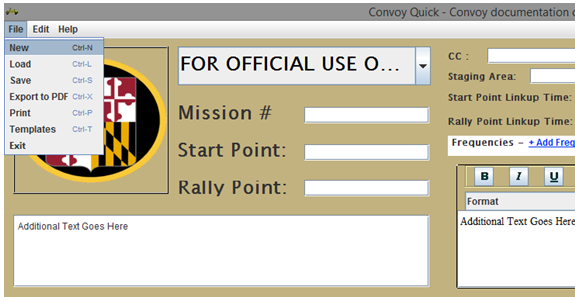 Convoy Quick - Convoy documentation
File Edit Help
New Ctrl-N
Load Ctrl-L
Save Ctrl-S
Export to PDF Ctrl-X
Print Ctrl-P
Templates Ctrl-T
Exit
FOR OFFICIAL USE O...
Mission #
Start Point:
Rally Point:
Additional Text Goes Here
CC :
Staging Area:
Start Point Linkup Time:
Rally Point Linkup Time:
Frequencies – + Add Freq
B I U
Format
Additional Text Goes Here